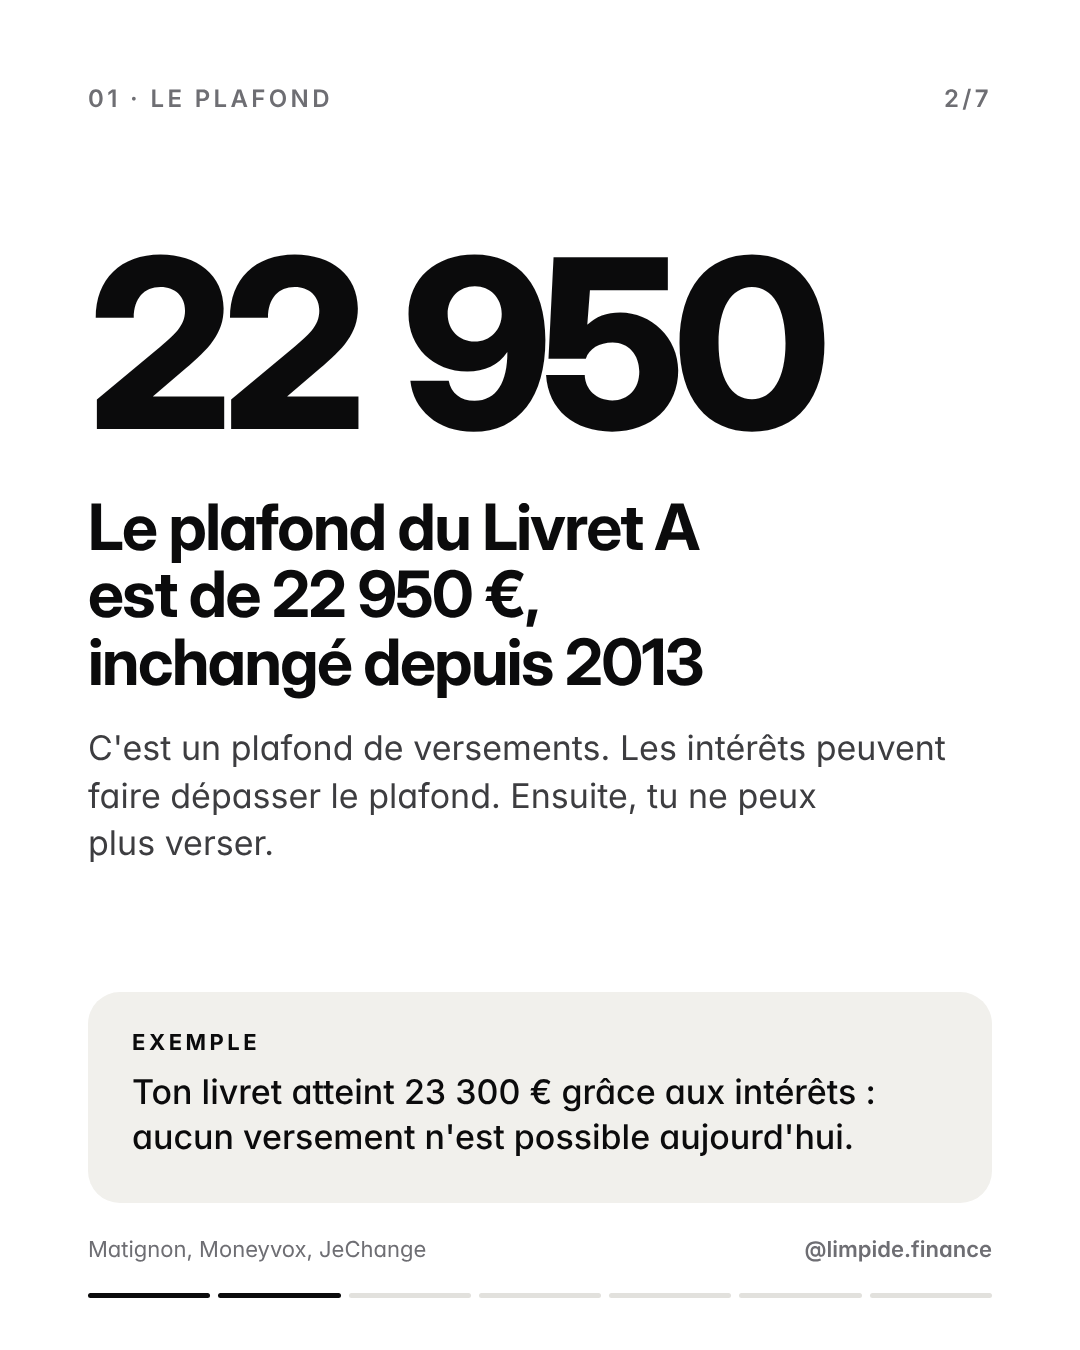 01 · LE PLAFOND
2/7
22 950
Le plafond du Livret A
est de 22 950 €,
inchangé depuis 2013
C'est un plafond de versements. Les intérêts peuvent
faire dépasser le plafond. Ensuite, tu ne peux
plus verser.
EXEMPLE
Ton livret atteint 23 300 € grâce aux intérêts :
aucun versement n'est possible aujourd'hui.
Matignon, Moneyvox, JeChange
@limpide.finance